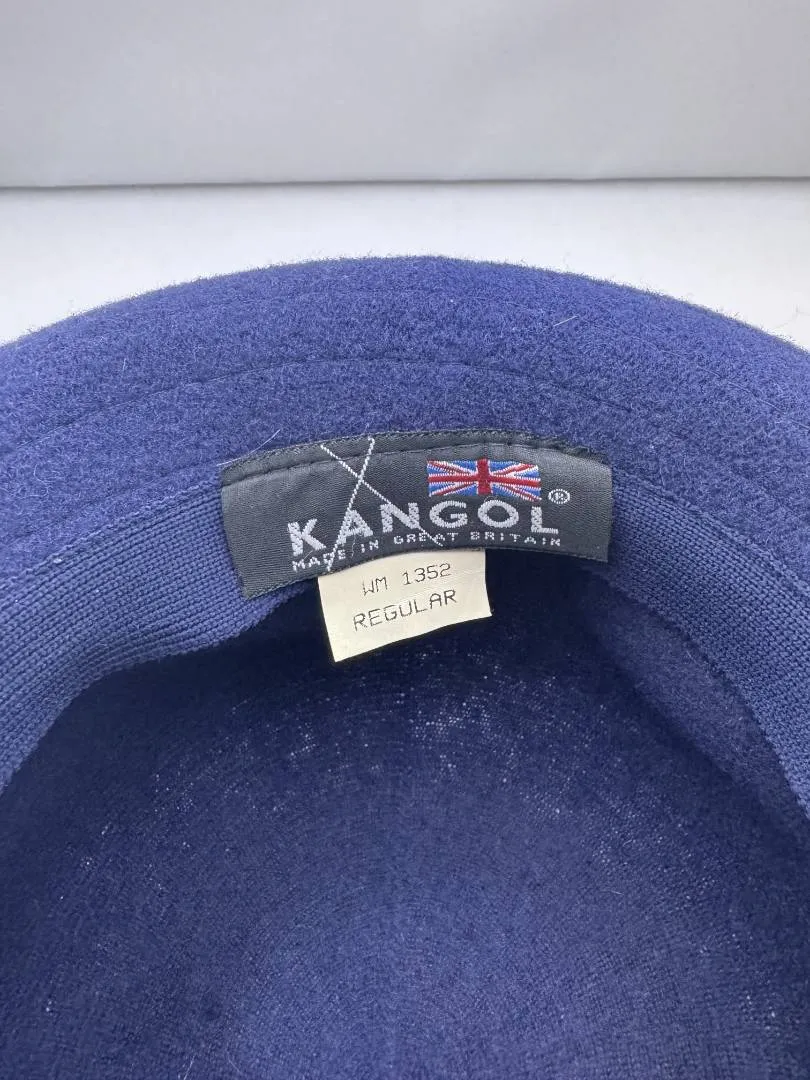 KANGOL®
MADE IN GREAT BRITAIN
WM 1352
REGULAR